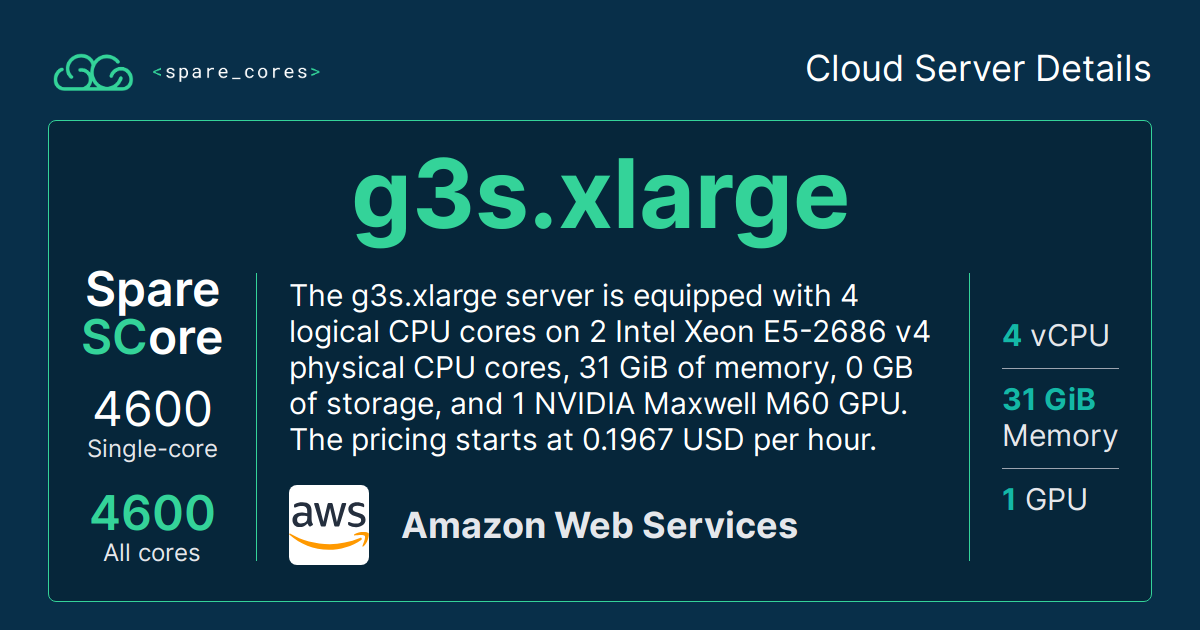 <spare_cores>
Cloud Server Details
g3s.xlarge
Spare
SCore
4600
Single-core
4600
All cores
The g3s.xlarge server is equipped with 4
logical CPU cores on 2 Intel Xeon E5-2686 v4
physical CPU cores, 31 GiB of memory, 0 GB
of storage, and 1 NVIDIA Maxwell M60 GPU.
The pricing starts at 0.1967 USD per hour.
aws
Amazon Web Services
4 vCPU
31 GiB
Memory
1 GPU